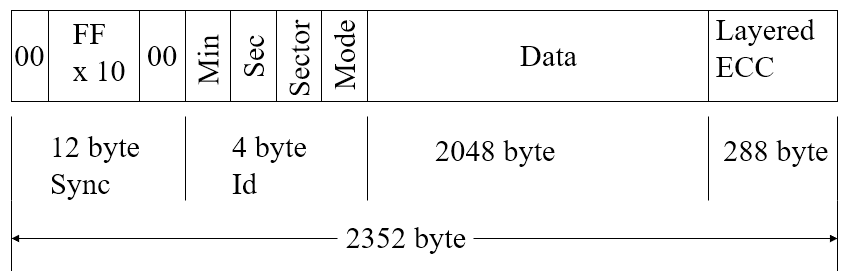 00
FF
x 10
00
Min
Sec
Sector
Mode
Data
Layered
ECC
12 byte
Sync
4 byte
Id
2048 byte
288 byte
2352 byte